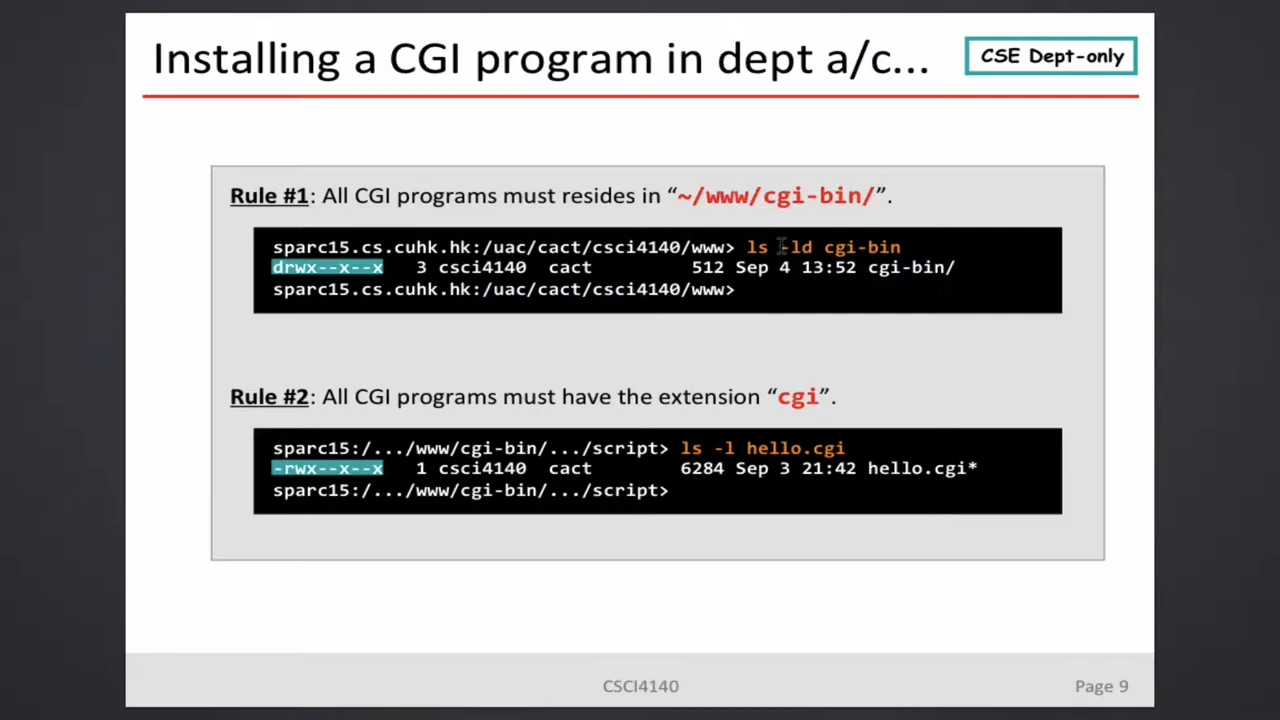 Installing a CGI program in dept a/c...
CSE Dept-only
Rule #1: All CGI programs must resides in “~/www/cgi-bin/”.
sparc15.cs.cuhk.hk:/uac/cact/csci4140/www> ls -ld cgi-bin
drwx--x--x   3 csci4140  cact         512 Sep 4 13:52 cgi-bin/
sparc15.cs.cuhk.hk:/uac/cact/csci4140/www>
Rule #2: All CGI programs must have the extension “cgi”.
sparc15:/.../www/cgi-bin/.../script> ls -l hello.cgi
-rwx--x--x   1 csci4140  cact        6284 Sep 3 21:42 hello.cgi*
sparc15:/.../www/cgi-bin/.../script>
CSCI4140
Page 9